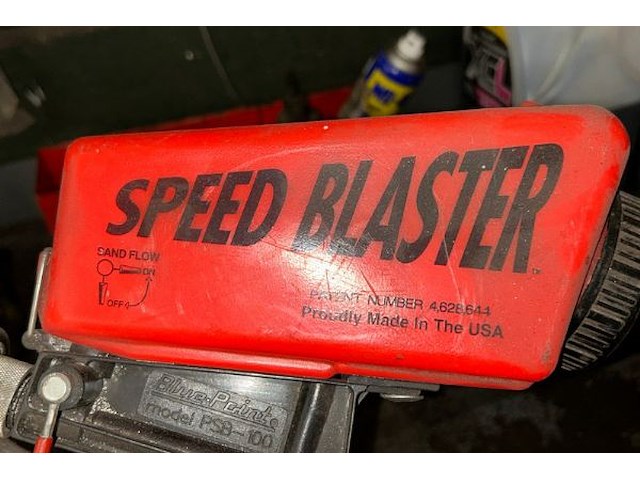 SPEED BLASTER
SAND FLOW
ON
OFF
PATENT NUMBER 4,628,644
Proudly Made In The USA
Blue-Point
model PSB-100